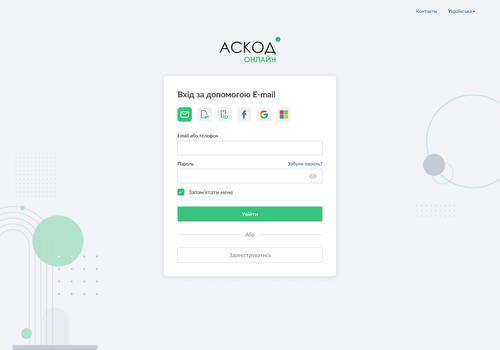 Контакти
Українська
АСКОД
ОНЛАЙН
Вхід за допомогою E-mail
Email або телефон
Пароль
Забули пароль?
Запам'ятати мене
Увійти
Або
Зареєструватись